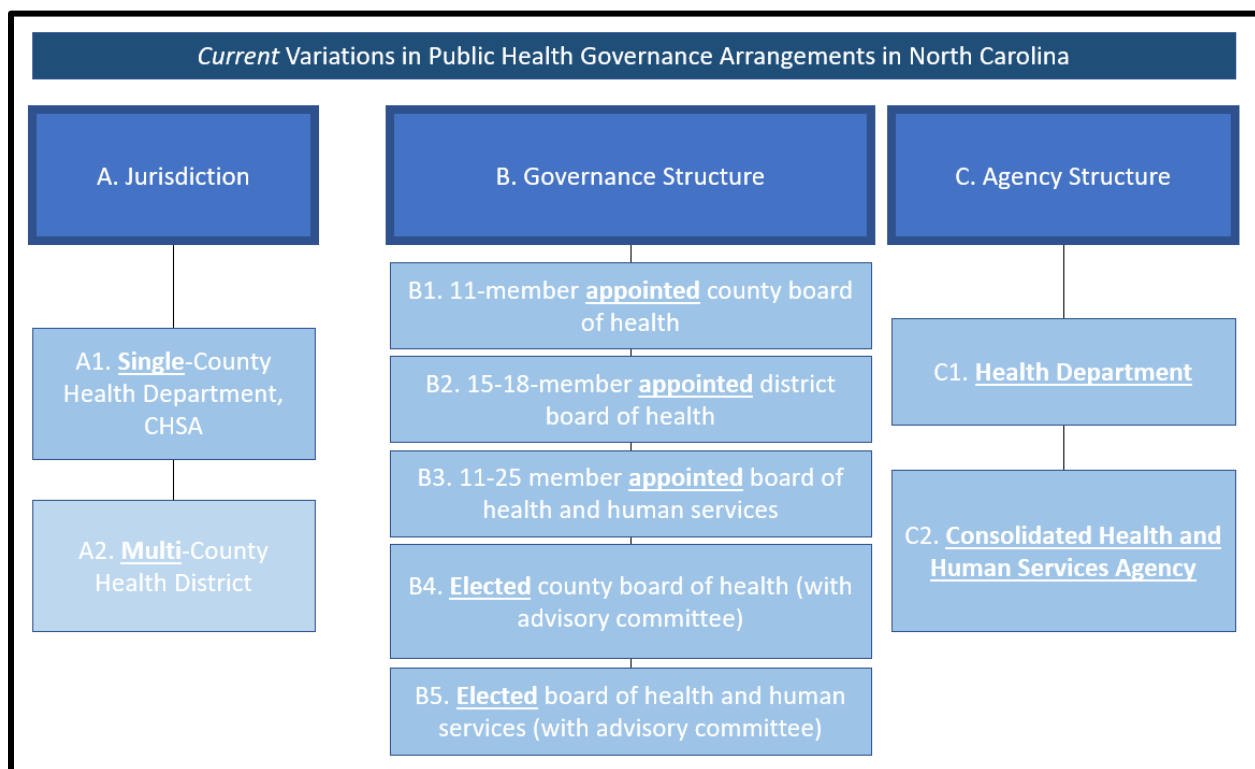 Current Variations in Public Health Governance Arrangements in North Carolina
A. Jurisdiction
A1. Single-County
Health Department,
CHSA
A2. Multi-County
Health District
B. Governance Structure
B1. 11-member appointed county board
of health
B2. 15-18-member appointed district
board of health
B3. 11-25 member appointed board of
health and human services
B4. Elected county board of health (with
advisory committee)
B5. Elected board of health and human
services (with advisory committee)
C. Agency Structure
C1. Health Department
C2. Consolidated Health and
Human Services Agency